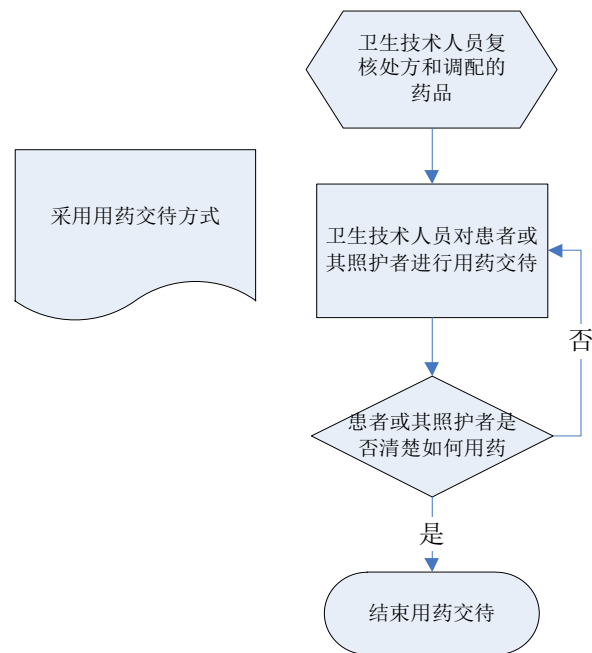 卫生技术人员复
核处方和调配的
药品
采用用药交待方式
卫生技术人员对患者或
其照护者进行用药交待
否
患者或其照护者是
否清楚如何用药
是
结束用药交待